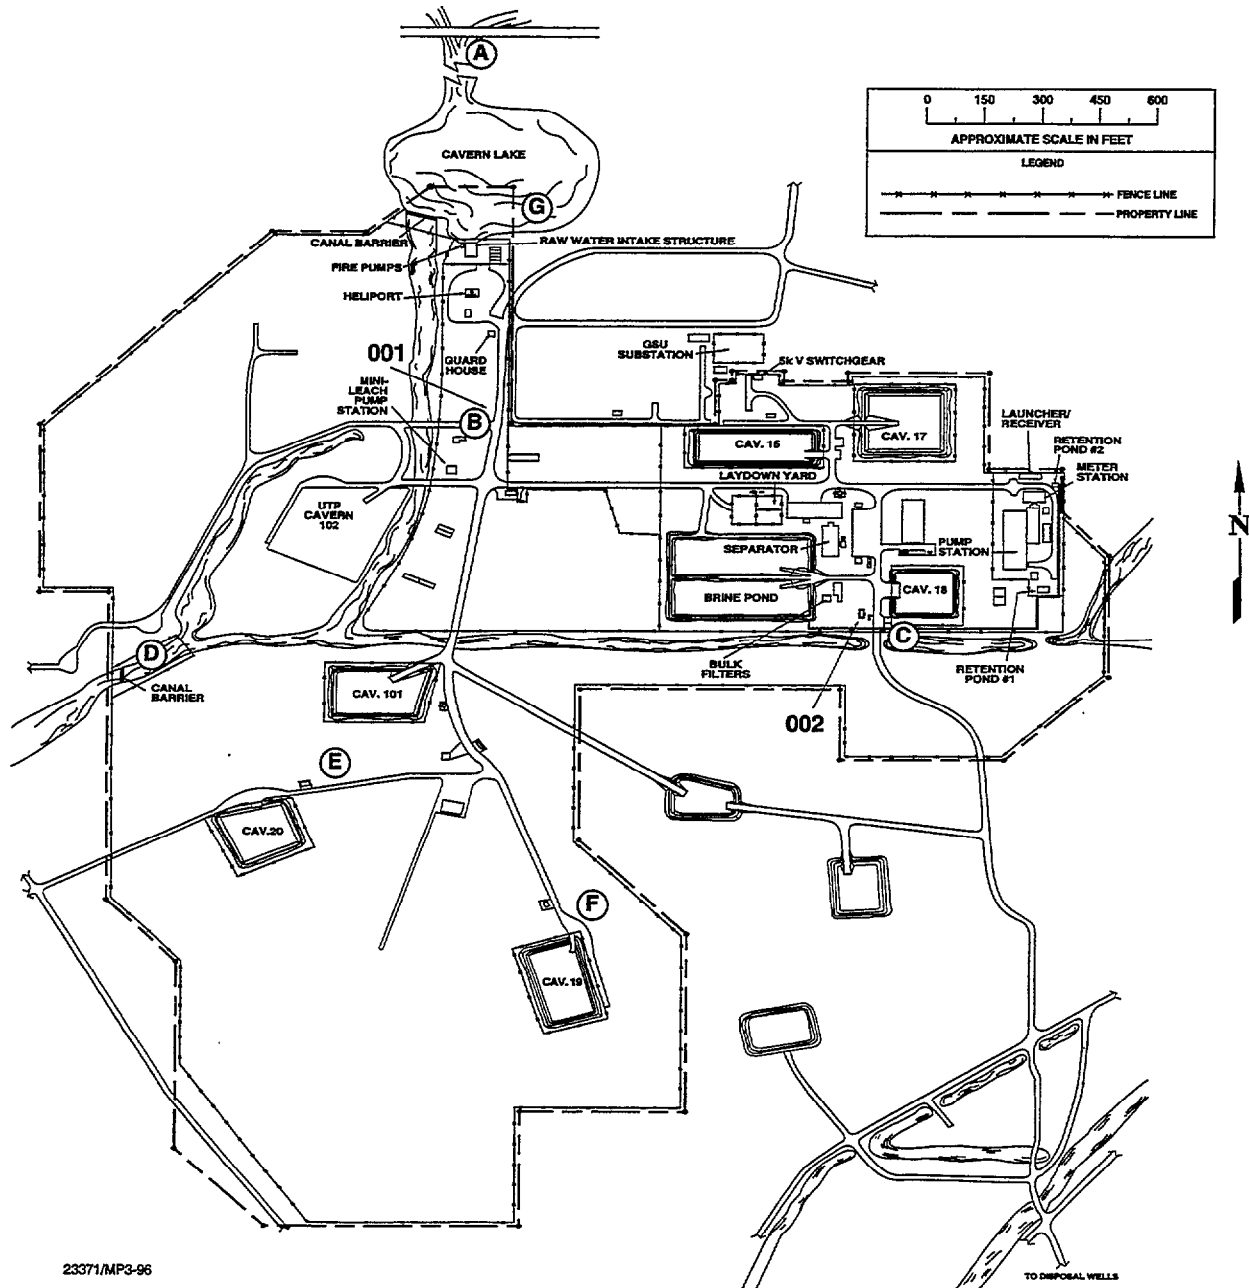 A
0 150 300 450 600
APPROXIMATE SCALE IN FEET
LEGEND
FENCE LINE
PROPERTY LINE
CAVERN LAKE
G
CANAL BARRIER
RAW WATER INTAKE STRUCTURE
FIRE PUMPS
HELIPORT
001
GUARD
HOUSE
GSU
SUBSTATION
5k V SWITCHGEAR
MINI-
LEACH
PUMP
STATION
B
CAV. 15
CAV. 17
LAUNCHER/
RECEIVER
RETENTION
POND #2
METER
STATION
LAYDOWN YARD
UTP
CAVERN
102
SEPARATOR
PUMP
STATION
BRINE POND
CAV. 18
D
C
CANAL
BARRIER
CAV. 101
BULK
FILTERS
RETENTION
POND #1
002
E
CAV.20
F
CAV. 19
N
23371/MP3-96
TO DISPOSAL WELLS